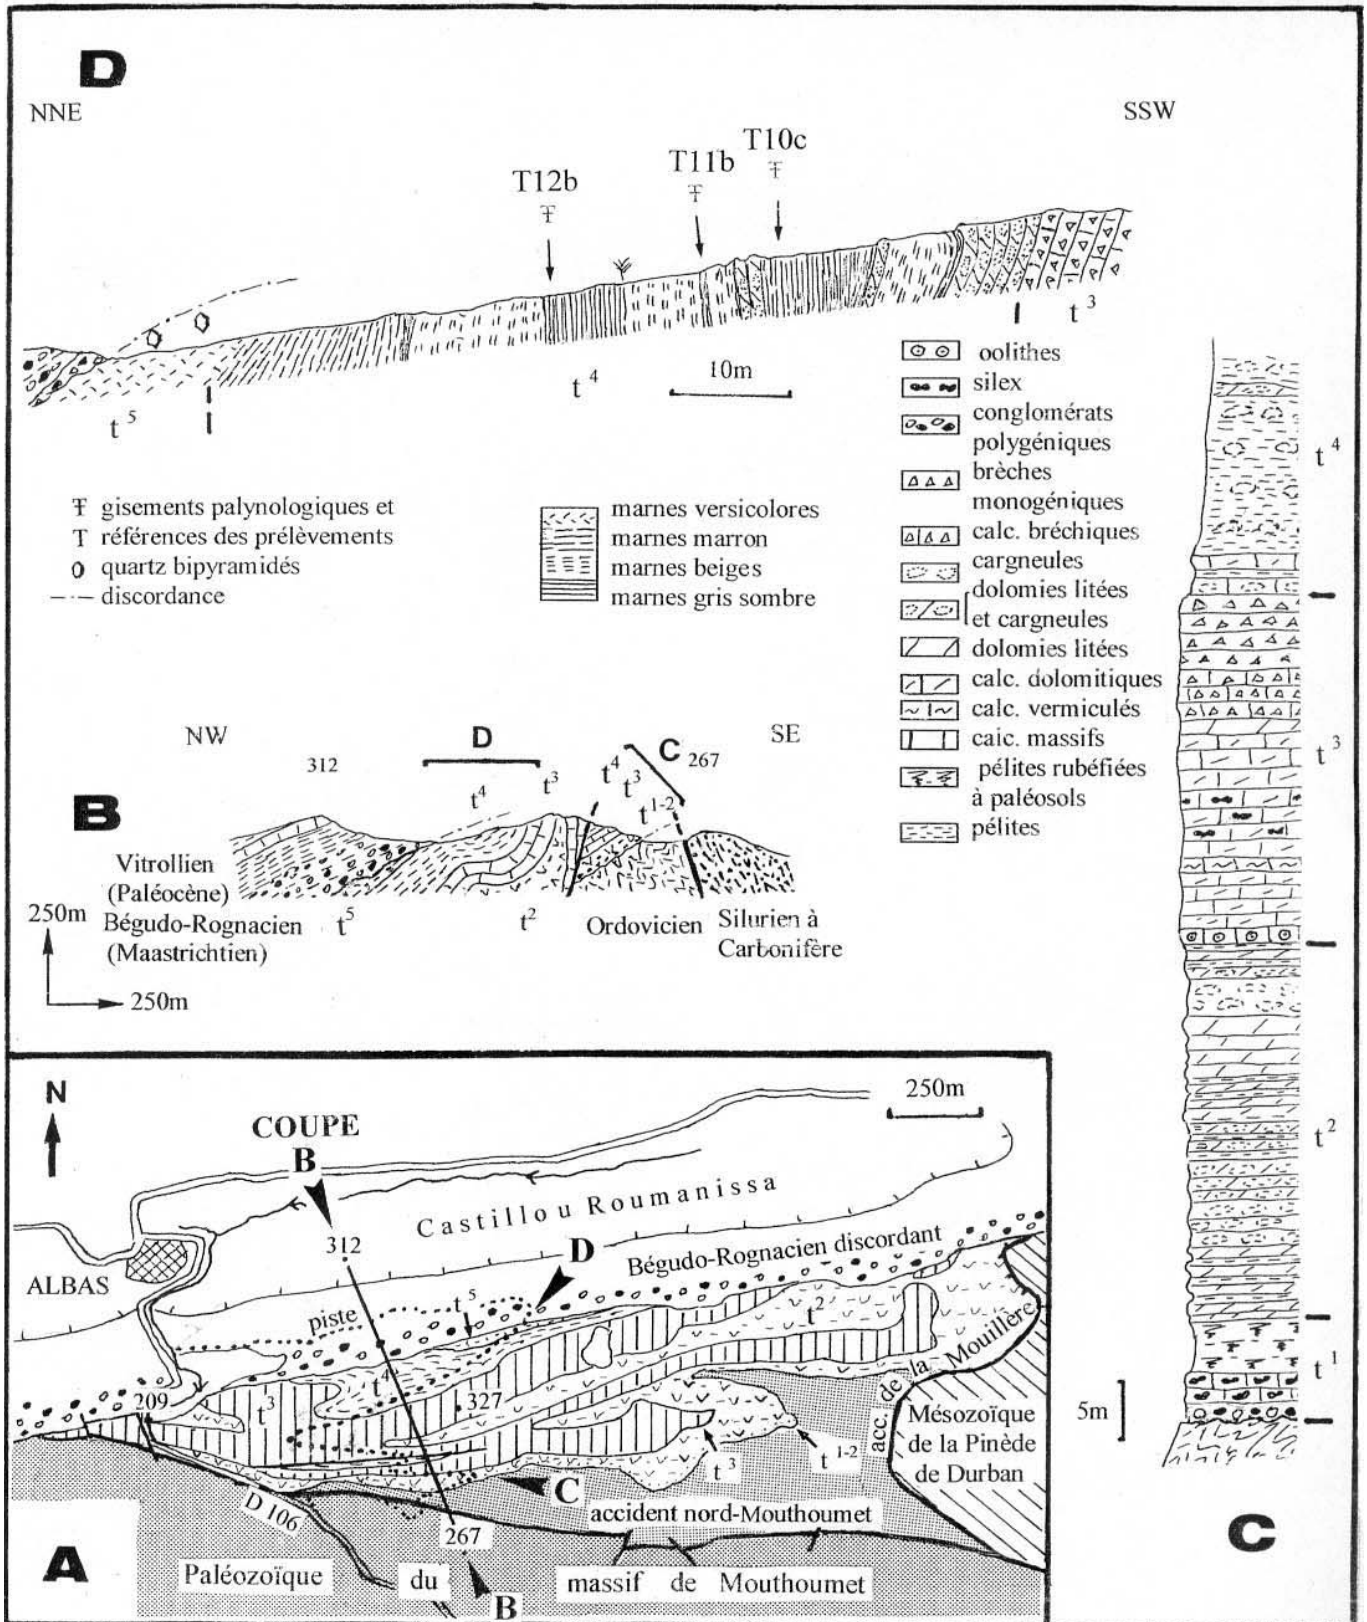 D
NNE
SSW
T12b
T11b
T10c
t3
t4
t5
10m
T gisements palynologiques et
T références des prélèvements
quartz bipyramidés
discordance
marnes versicolores
marnes marron
marnes beiges
marnes gris sombre
oolithes
silex
conglomérats
polygéniques
brèches
monogéniques
calc. bréchiques
cargneules
dolomies litées
et cargneules
dolomies litées
calc. dolomitiques
calc. vermiculés
caic. massifs
pélites rubéfiées
à paléosols
pélites
NW
SE
312
D
C
267
t4
t3
t4
t3
t1-2
B
Vitrollien
(Paléocène)
Bégudo-Rognacien
(Maastrichtien)
t5
t2
Ordovicien
Silurien à
Carbonifère
250m
250m
t4
t3
t2
t1
5m
C
N
250m
COUPE
B
312
Castillou Roumanissa
D
Bégudo-Rognacien discordant
ALBAS
piste
t5
t2
t4
209
t3
327
acc. de la Mouillère
Mésozoïque
de la Pinède
de Durban
t3
t1-2
C
D 106
accident nord-Mouthoumet
267
A
Paléozoïque du massif de Mouthoumet
B